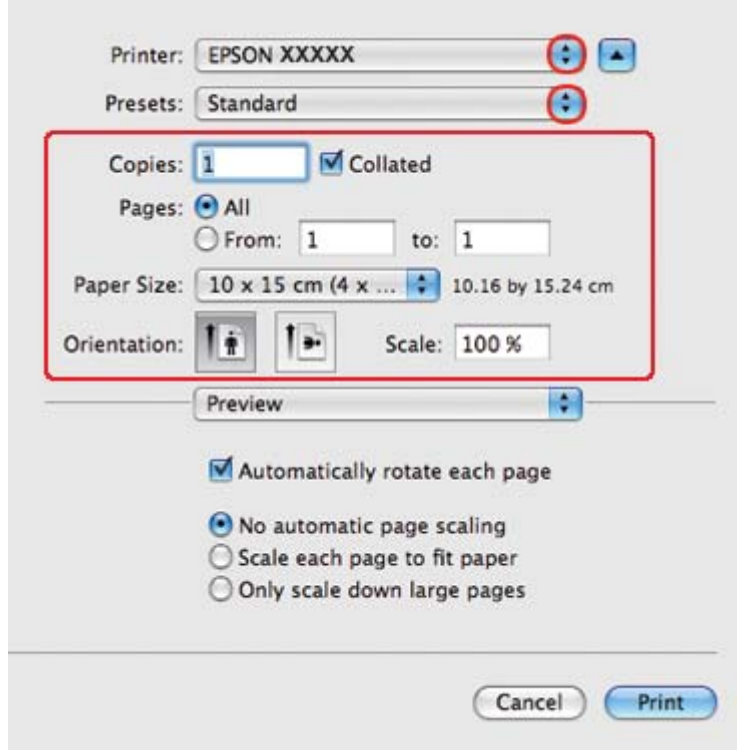 Printer: EPSON XXXXX
Presets: Standard
Copies: 1 Collated
Pages: All
From: 1 to: 1
Paper Size: 10 x 15 cm (4 x ... 10.16 by 15.24 cm
Orientation: Scale: 100 %
Preview
Automatically rotate each page
No automatic page scaling
Scale each page to fit paper
Only scale down large pages
Cancel Print